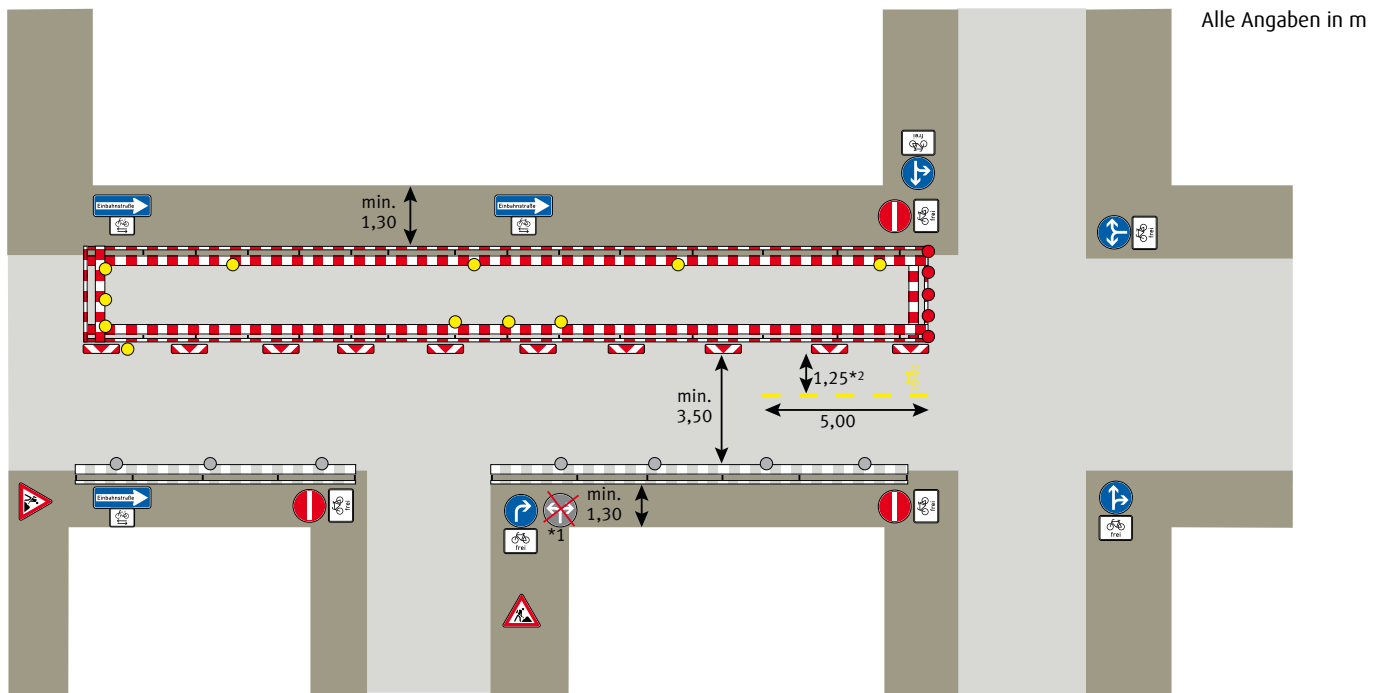 Alle Angaben in m
frei
Einbahnstraße
Einbahnstraße
min.
1,30
frei
frei
1,25*²
min.
3,50
5,00
Einbahnstraße
frei
min.
1,30
*1
frei
frei
frei